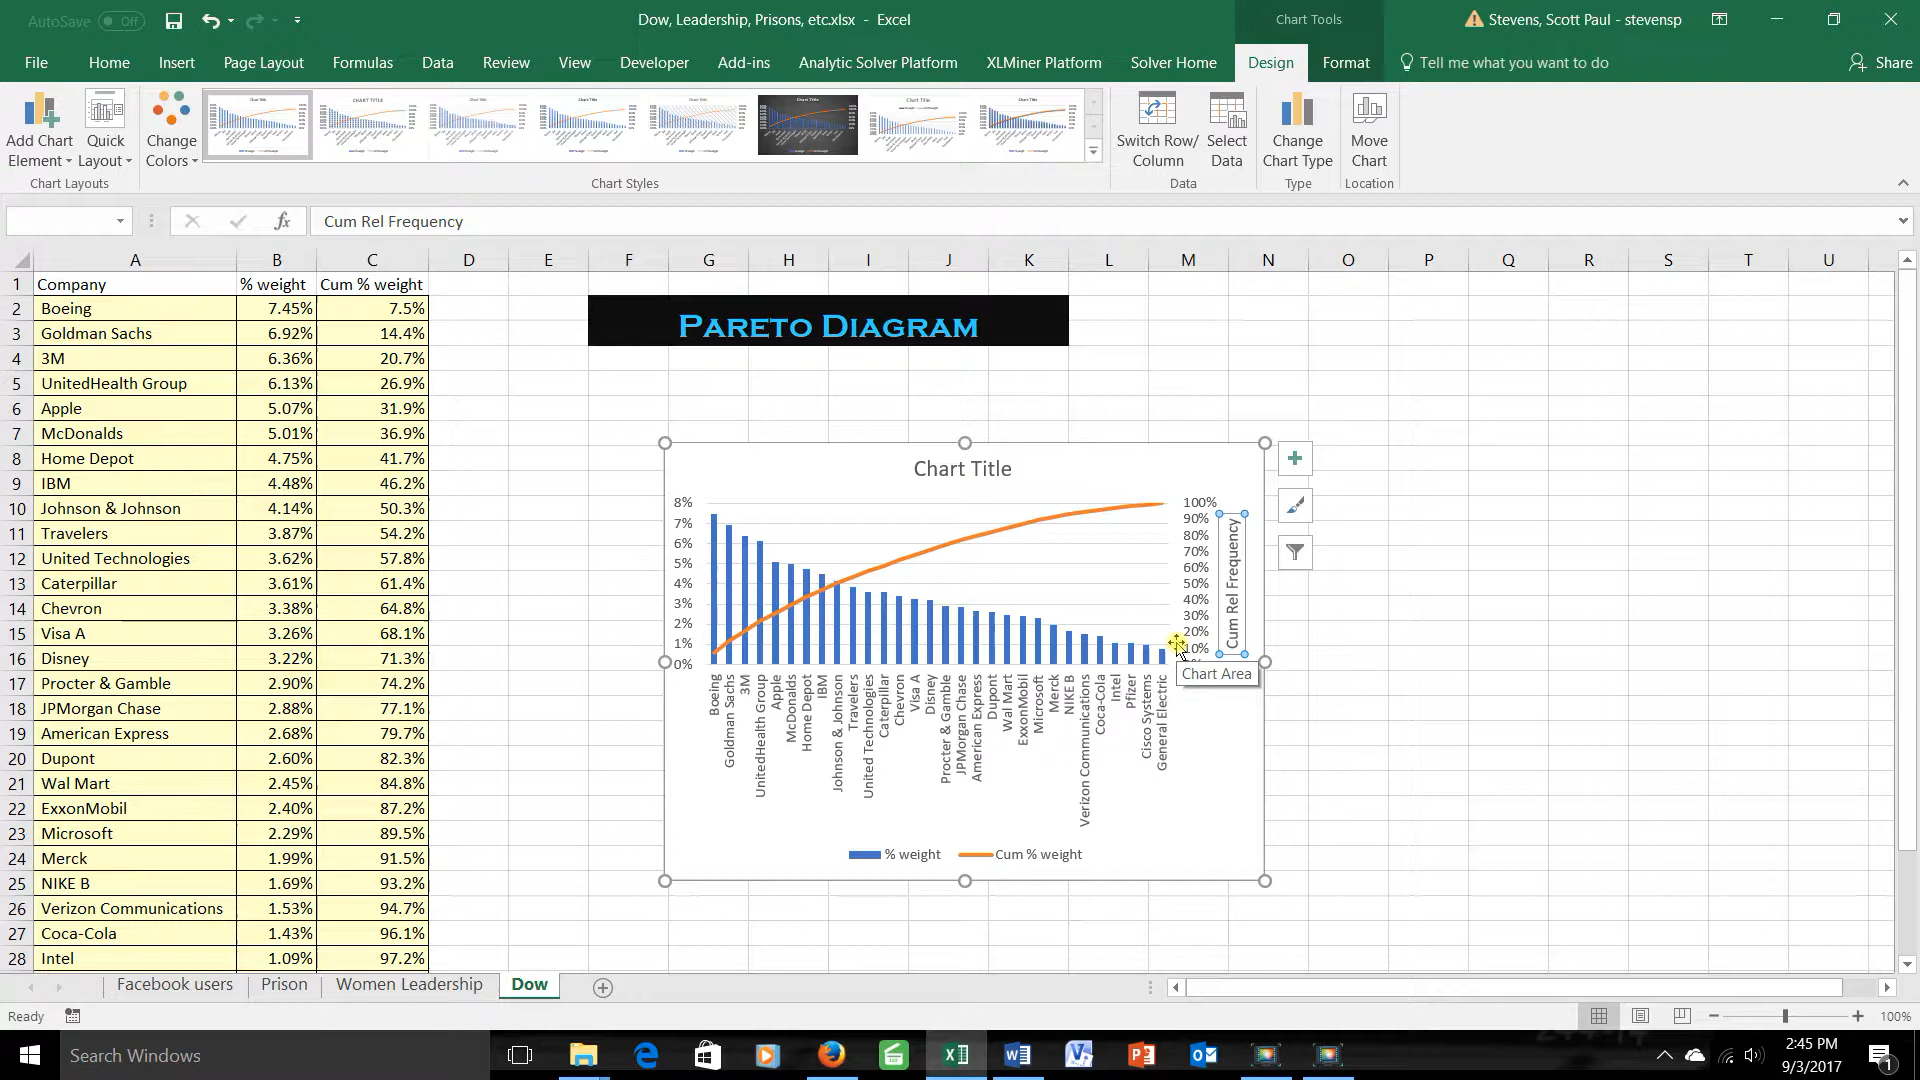 AutoSave Off
Dow, Leadership, Prisons, etc.xlsx - Excel
Chart Tools
Stevens, Scott Paul - stevensp
File Home Insert Page Layout Formulas Data Review View Developer Add-ins Analytic Solver Platform XLMiner Platform Solver Home Design Format Tell me what you want to do Share
Add Chart Element
Quick Layout
Change Colors
Switch Row/ Column
Select Data
Change Chart Type
Move Chart
Chart Layouts
Chart Styles
Data
Type
Location
fx Cum Rel Frequency
A B C D E F G H I J K L M N O P Q R S T U
1 Company % weight Cum % weight
2 Boeing 7.45% 7.5%
3 Goldman Sachs 6.92% 14.4%
4 3M 6.36% 20.7%
5 UnitedHealth Group 6.13% 26.9%
6 Apple 5.07% 31.9%
7 McDonalds 5.01% 36.9%
8 Home Depot 4.75% 41.7%
9 IBM 4.48% 46.2%
10 Johnson & Johnson 4.14% 50.3%
11 Travelers 3.87% 54.2%
12 United Technologies 3.62% 57.8%
13 Caterpillar 3.61% 61.4%
14 Chevron 3.38% 64.8%
15 Visa A 3.26% 68.1%
16 Disney 3.22% 71.3%
17 Procter & Gamble 2.90% 74.2%
18 JPMorgan Chase 2.88% 77.1%
19 American Express 2.68% 79.7%
20 Dupont 2.60% 82.3%
21 Wal Mart 2.45% 84.8%
22 ExxonMobil 2.40% 87.2%
23 Microsoft 2.29% 89.5%
24 Merck 1.99% 91.5%
25 NIKE B 1.69% 93.2%
26 Verizon Communications 1.53% 94.7%
27 Coca-Cola 1.43% 96.1%
28 Intel 1.09% 97.2%
Pareto Diagram
Chart Title
8%
7%
6%
5%
4%
3%
2%
1%
0%
100%
90%
80%
70%
60%
50%
40%
30%
20%
10%
Cum Rel Frequency
Chart Area
Boeing
Goldman Sachs
3M
UnitedHealth Group
Apple
McDonalds
Home Depot
IBM
Johnson & Johnson
Travelers
United Technologies
Caterpillar
Chevron
Visa A
Disney
Procter & Gamble
JPMorgan Chase
American Express
Dupont
Wal Mart
ExxonMobil
Microsoft
Merck
NIKE B
Verizon Communications
Coca-Cola
Intel
Pfizer
Cisco Systems
General Electric
% weight Cum % weight
Facebook users Prison Women Leadership Dow
Ready
100%
Search Windows
2:45 PM
9/3/2017
1